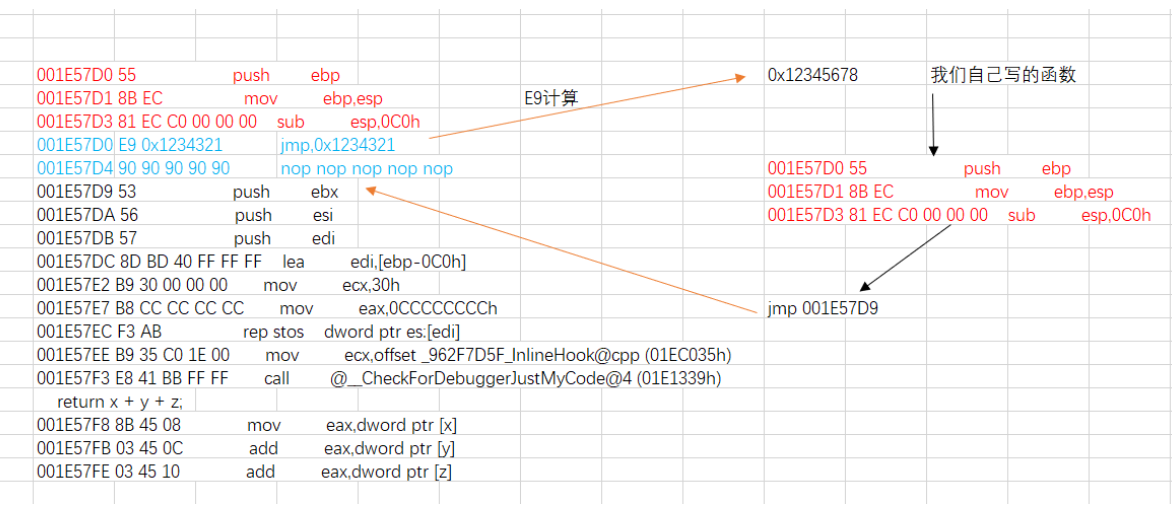 001E57D0 55 push ebp 0x12345678 我们自己写的函数
001E57D1 8B EC mov ebp,esp E9计算
001E57D3 81 EC C0 00 00 00 sub esp,0C0h
001E57D0 E9 0x1234321 jmp,0x1234321
001E57D4 90 90 90 90 90 nop nop nop nop nop 001E57D0 55 push ebp
001E57D9 53 push ebx 001E57D1 8B EC mov ebp,esp
001E57DA 56 push esi 001E57D3 81 EC C0 00 00 00 sub esp,0C0h
001E57DB 57 push edi
001E57DC 8D BD 40 FF FF FF lea edi,[ebp-0C0h]
001E57E2 B9 30 00 00 00 mov ecx,30h
001E57E7 B8 CC CC CC CC mov eax,0CCCCCCCCh jmp 001E57D9
001E57EC F3 AB rep stos dword ptr es:[edi]
001E57EE B9 35 C0 1E 00 mov ecx,offset _962F7D5F_InlineHook@cpp (01EC035h)
001E57F3 E8 41 BB FF FF call @__CheckForDebuggerJustMyCode@4 (01E1339h)
return x + y + z;
001E57F8 8B 45 08 mov eax,dword ptr [x]
001E57FB 03 45 0C add eax,dword ptr [y]
001E57FE 03 45 10 add eax,dword ptr [z]